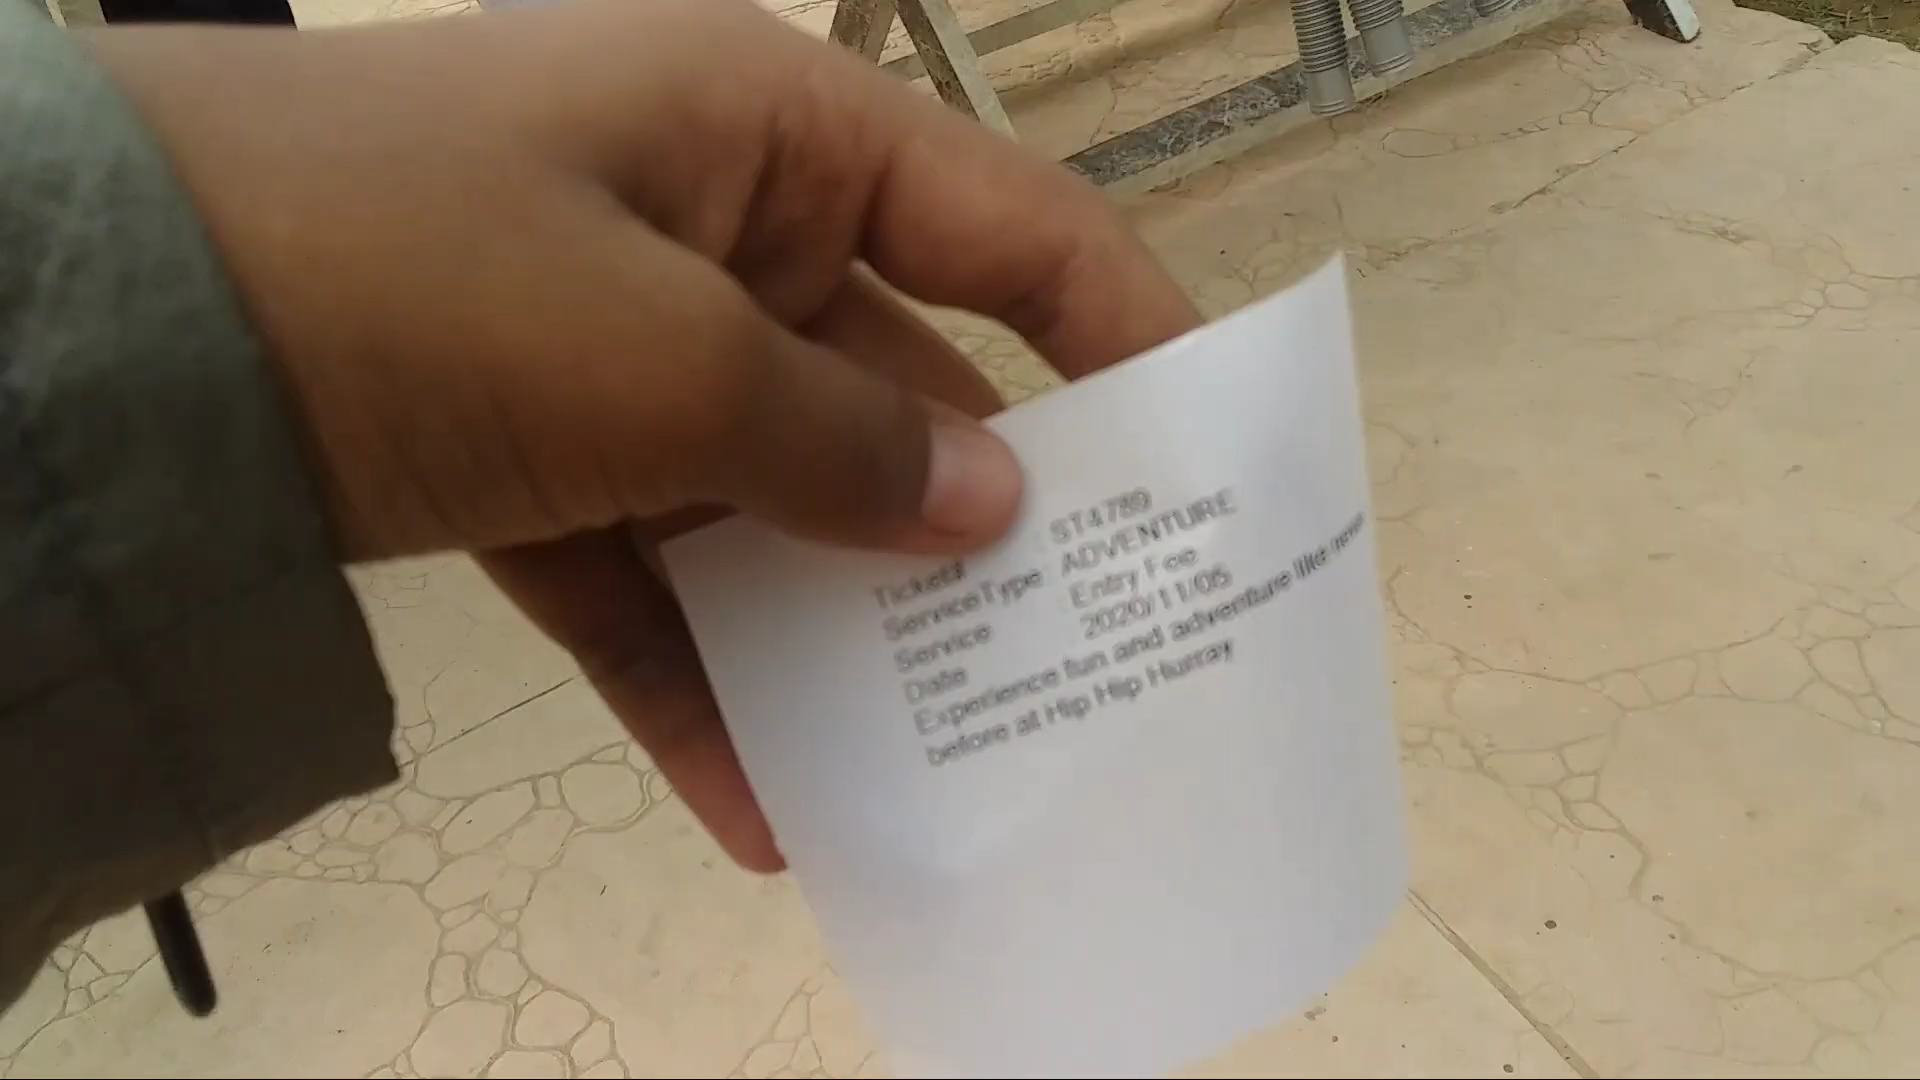 Ticket# : ST4789
ServiceType : ADVENTURE
Service : Entry Fee
Date : 2020/11/05
Experience fun and adventure like never
before at Hip Hip Hurray